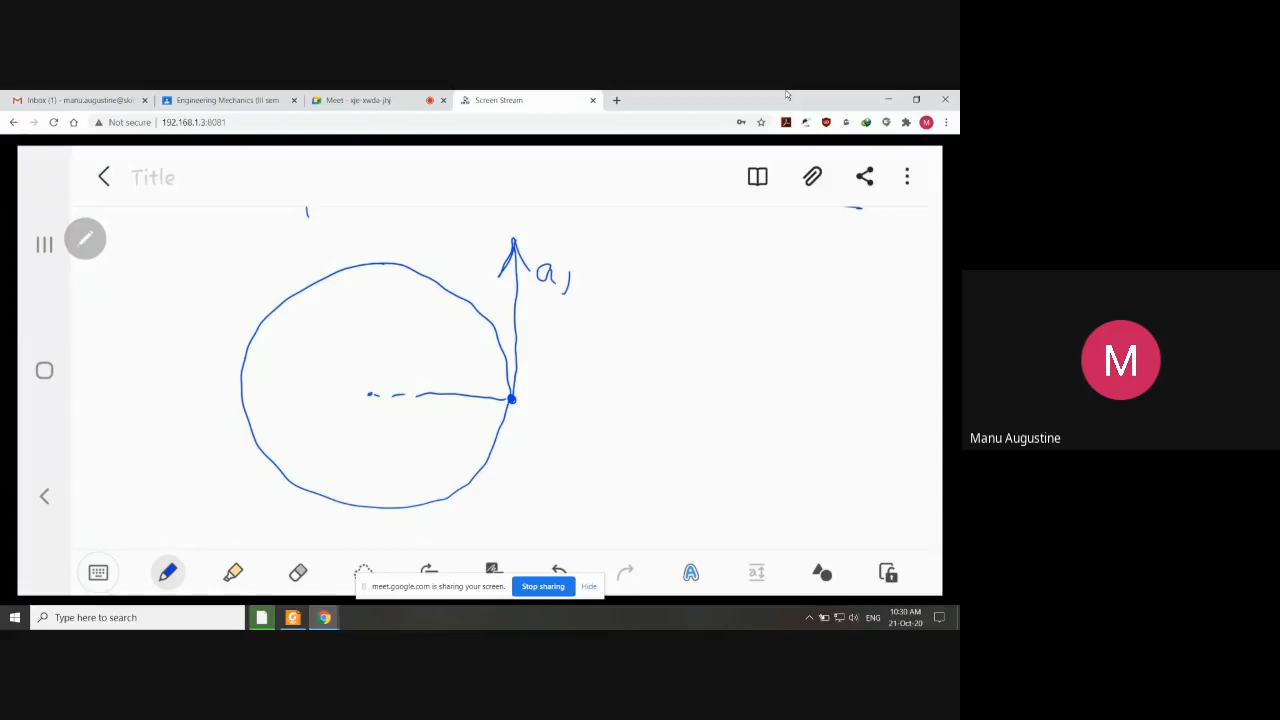 Inbox (1) - manu.augustine@ski
Engineering Mechanics (III sem
Meet - xje-xwda-jhj
Screen Stream
Not secure | 192.168.1.3:8081
Title
a,
meet.google.com is sharing your screen.
Stop sharing
Hide
Type here to search
ENG
10:30 AM
21-Oct-20
M
Manu Augustine